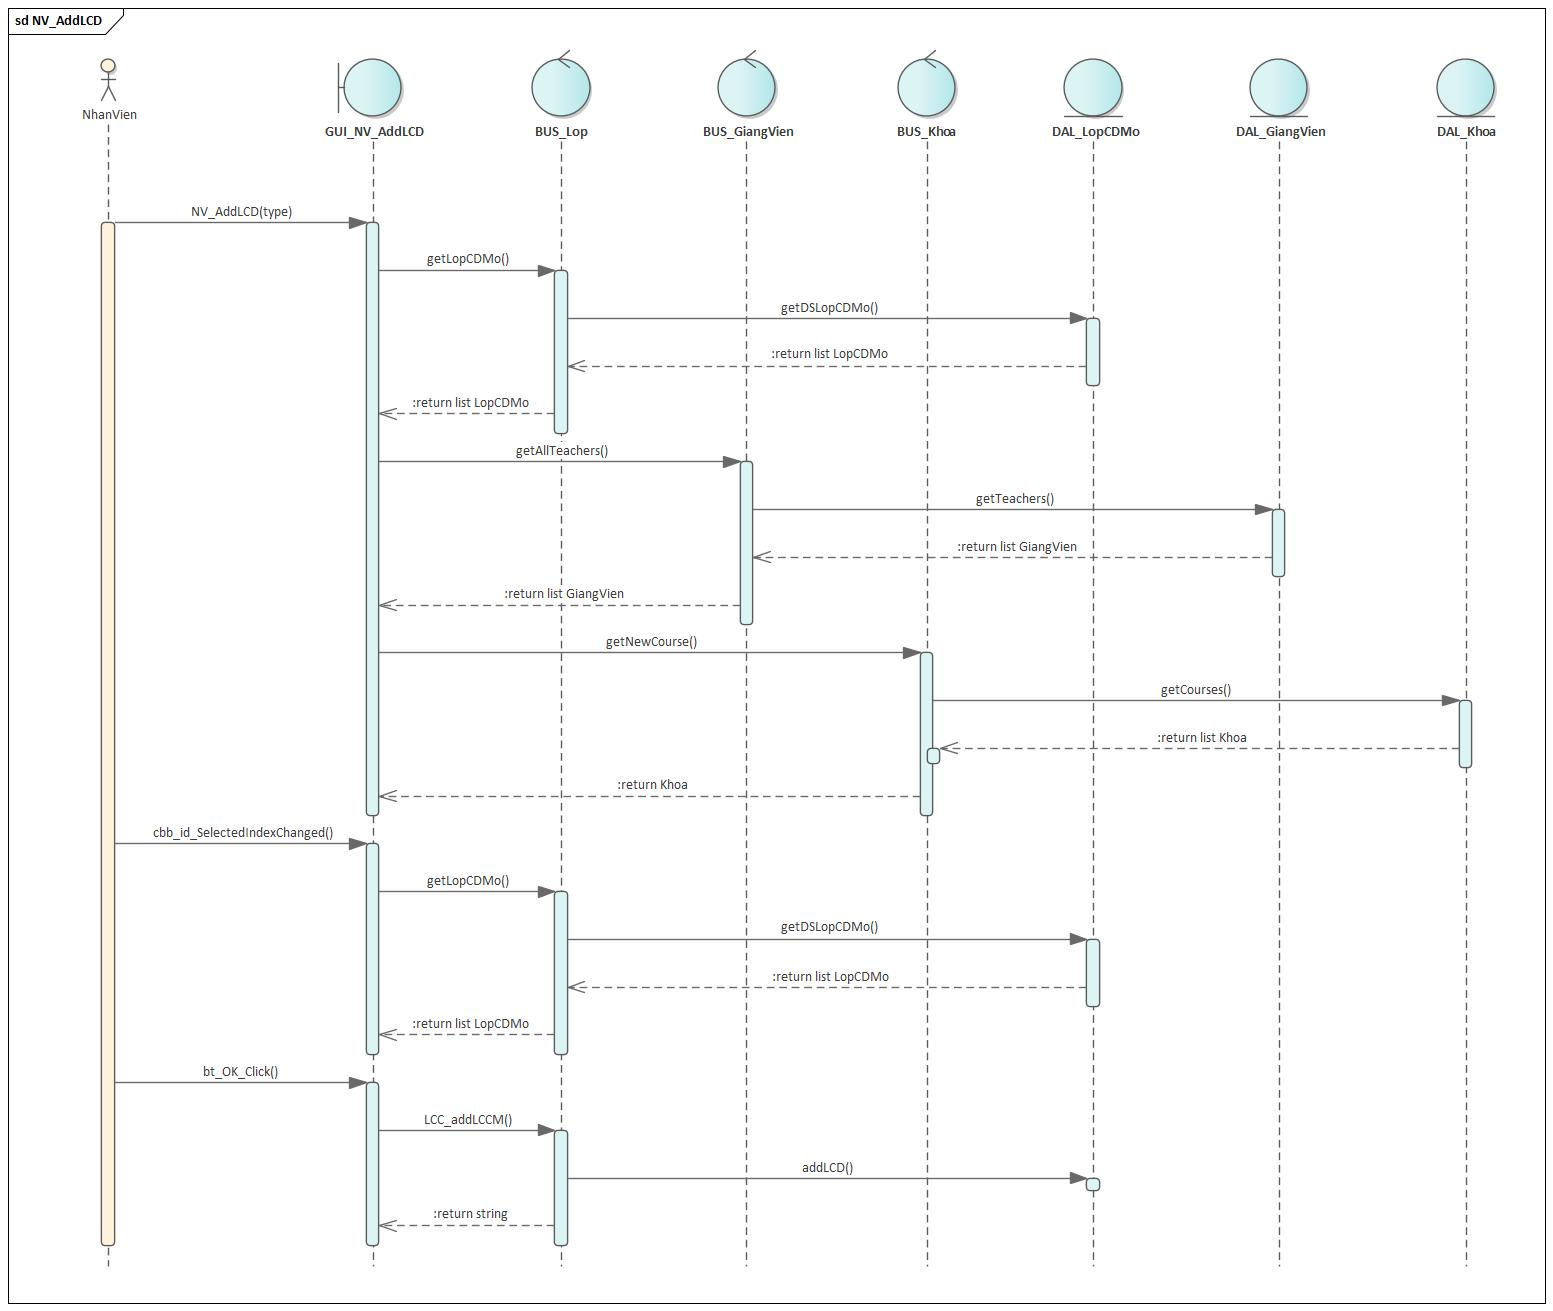 sd NV_AddLCD
NhanVien
GUI_NV_AddLCD
BUS_Lop
BUS_GiangVien
BUS_Khoa
DAL_LopCDMo
DAL_GiangVien
DAL_Khoa
NV_AddLCD(type)
getLopCDMo()
getDSLopCDMo()
:return list LopCDMo
:return list LopCDMo
getAllTeachers()
getTeachers()
:return list GiangVien
:return list GiangVien
getNewCourse()
getCourses()
:return list Khoa
:return Khoa
cbb_id_SelectedIndexChanged()
getLopCDMo()
getDSLopCDMo()
:return list LopCDMo
:return list LopCDMo
bt_OK_Click()
LCC_addLCCM()
addLCD()
:return string